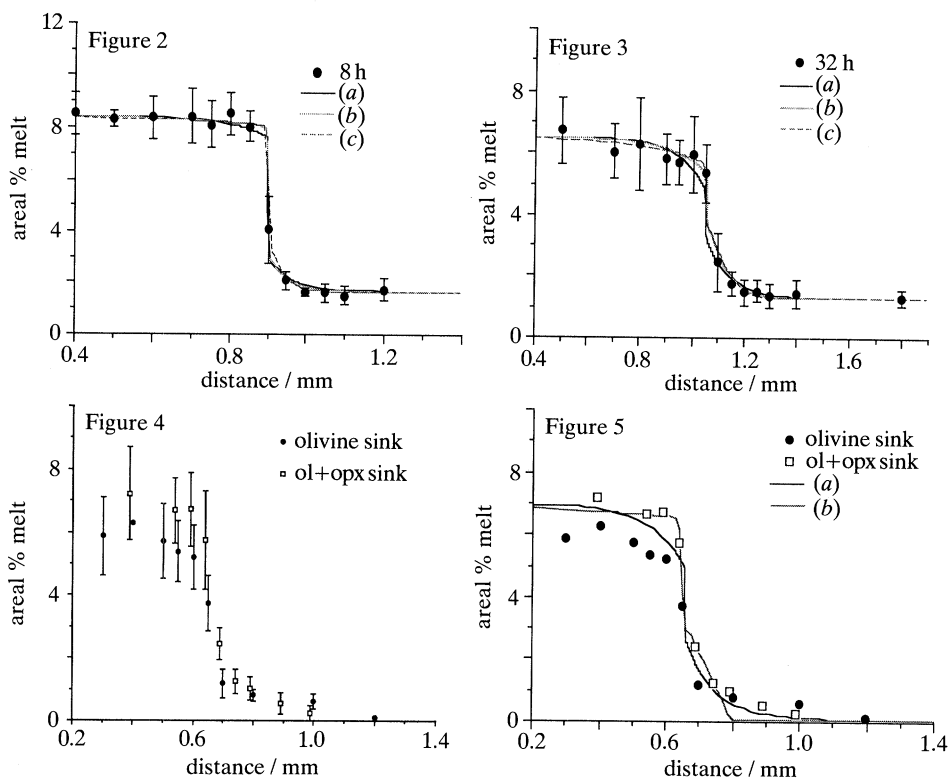 Figure 2
12
8
4
0
areal % melt
8 h
(a)
(b)
(c)
0.4 0.8 1.2
distance / mm
Figure 3
8
4
0
areal % melt
32 h
(a)
(b)
(c)
0.4 0.8 1.2 1.6
distance / mm
Figure 4
8
4
0
areal % melt
olivine sink
ol+opx sink
0.2 0.6 1.0 1.4
distance / mm
Figure 5
8
4
0
areal % melt
olivine sink
ol+opx sink
(a)
(b)
0.2 0.6 1.0 1.4
distance / mm